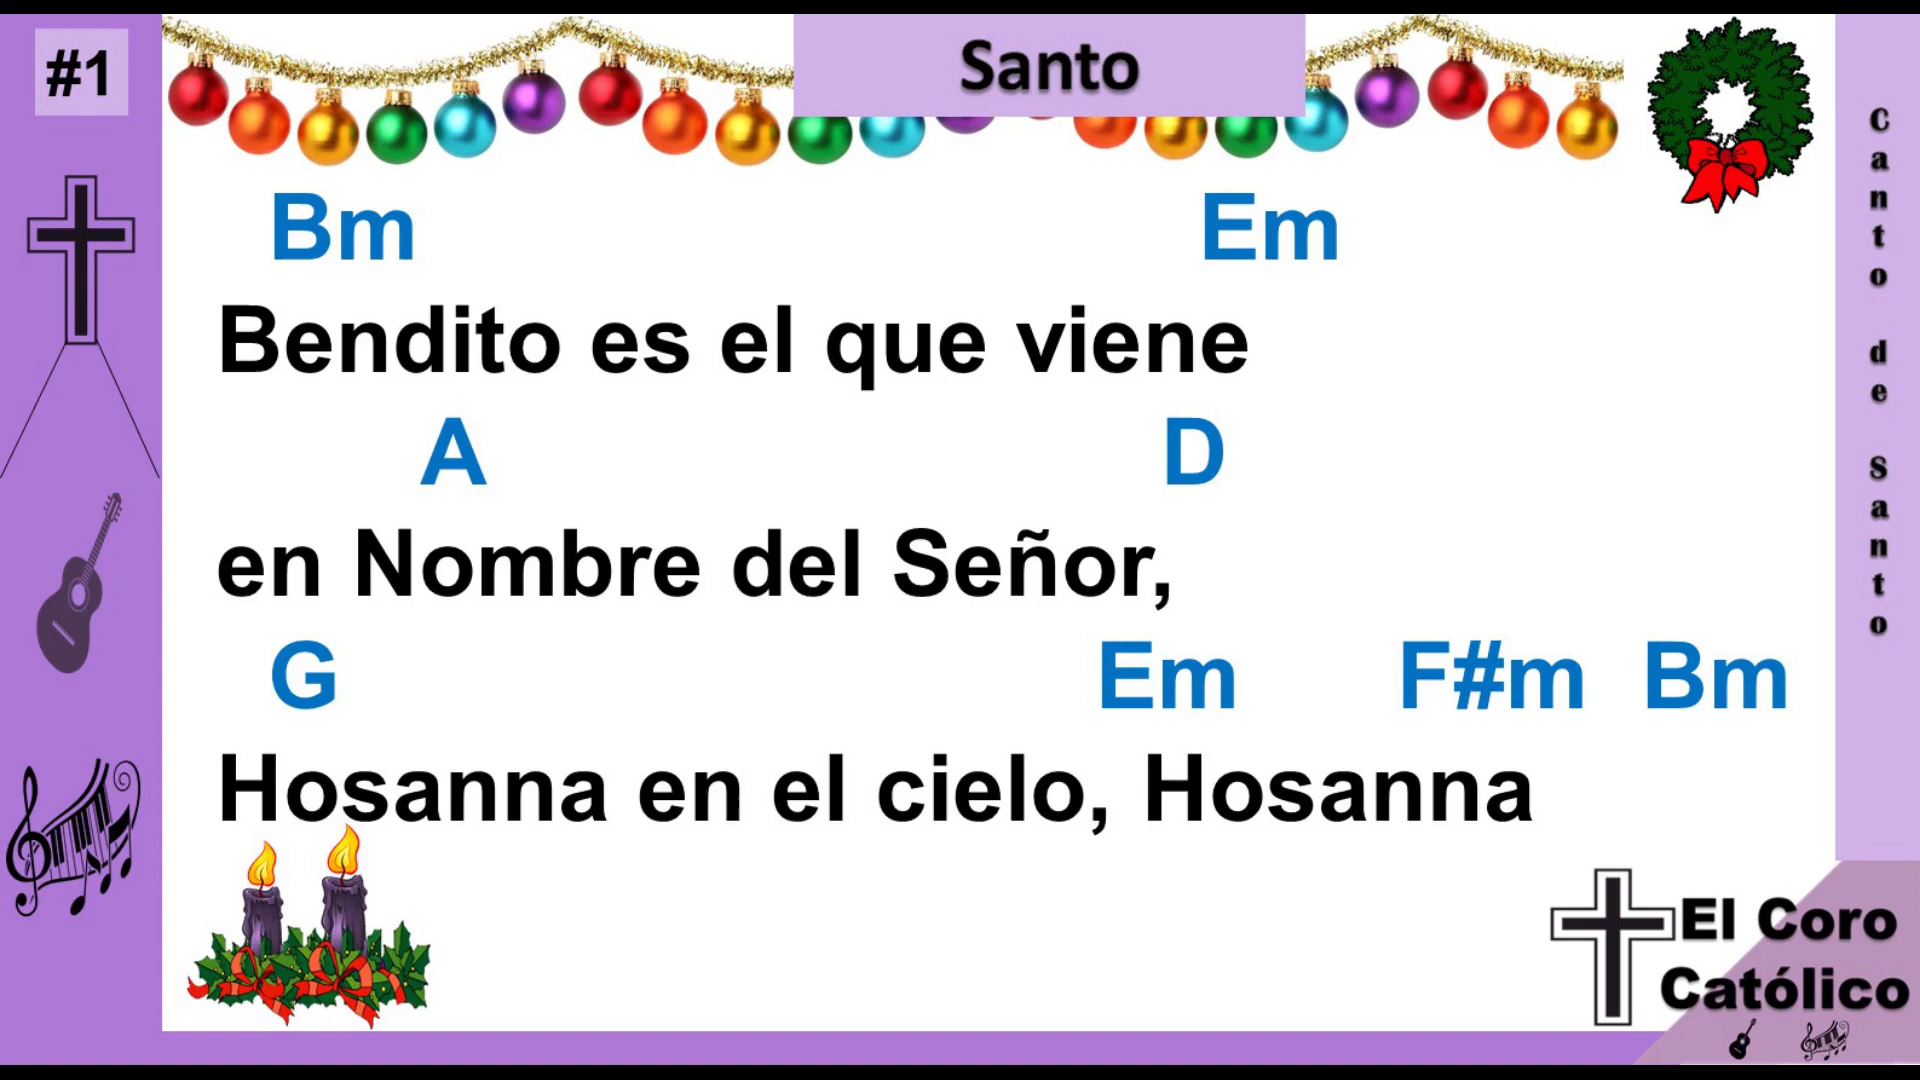 #1
Santo
Bm Em
Bendito es el que viene
A D
en Nombre del Señor,
G Em F#m Bm
Hosanna en el cielo, Hosanna
Canto de Santo
El Coro
Católico